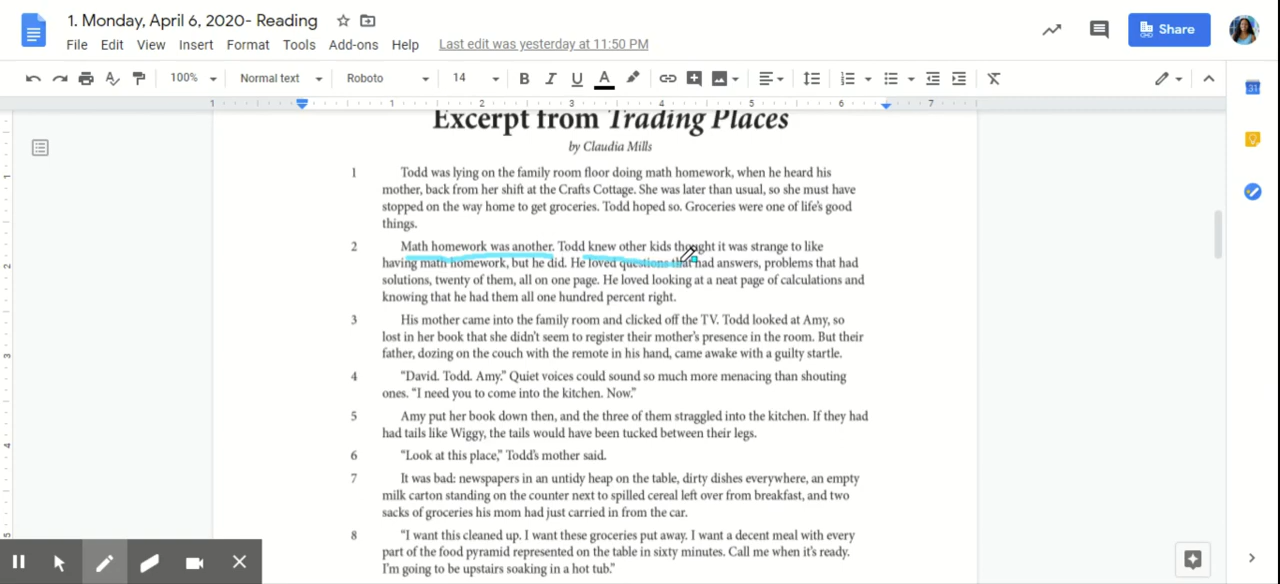 1. Monday, April 6, 2020- Reading
File Edit View Insert Format Tools Add-ons Help Last edit was yesterday at 11:50 PM
Share
100% Normal text Roboto 14 B I U A
1 1 2 3 4 5 6 7
31
Excerpt from Trading Places
by Claudia Mills
1 Todd was lying on the family room floor doing math homework, when he heard his
mother, back from her shift at the Crafts Cottage. She was later than usual, so she must have
stopped on the way home to get groceries. Todd hoped so. Groceries were one of life's good
things.
2 Math homework was another. Todd knew other kids thought it was strange to like
having math homework, but he did. He loved questions that had answers, problems that had
solutions, twenty of them, all on one page. He loved looking at a neat page of calculations and
knowing that he had them all one hundred percent right.
3 His mother came into the family room and clicked off the TV. Todd looked at Amy, so
lost in her book that she didn't seem to register their mother's presence in the room. But their
father, dozing on the couch with the remote in his hand, came awake with a guilty startle.
4 “David. Todd. Amy.” Quiet voices could sound so much more menacing than shouting
ones. “I need you to come into the kitchen. Now.”
5 Amy put her book down then, and the three of them straggled into the kitchen. If they had
had tails like Wiggy, the tails would have been tucked between their legs.
6 “Look at this place,” Todd's mother said.
7 It was bad: newspapers in an untidy heap on the table, dirty dishes everywhere, an empty
milk carton standing on the counter next to spilled cereal left over from breakfast, and two
sacks of groceries his mom had just carried in from the car.
8 “I want this cleaned up. I want these groceries put away. I want a decent meal with every
part of the food pyramid represented on the table in sixty minutes. Call me when it's ready.
I'm going to be upstairs soaking in a hot tub.”